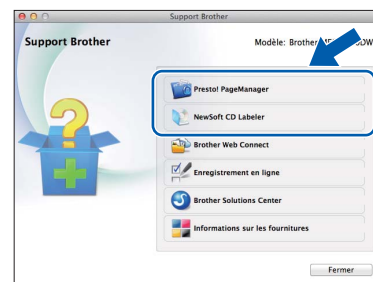 Support Brother
Support Brother
Modèle: Brother
Presto! PageManager
NewSoft CD Labeler
Brother Web Connect
Enregistrement en ligne
Brother Solutions Center
Informations sur les fournitures
Fermer